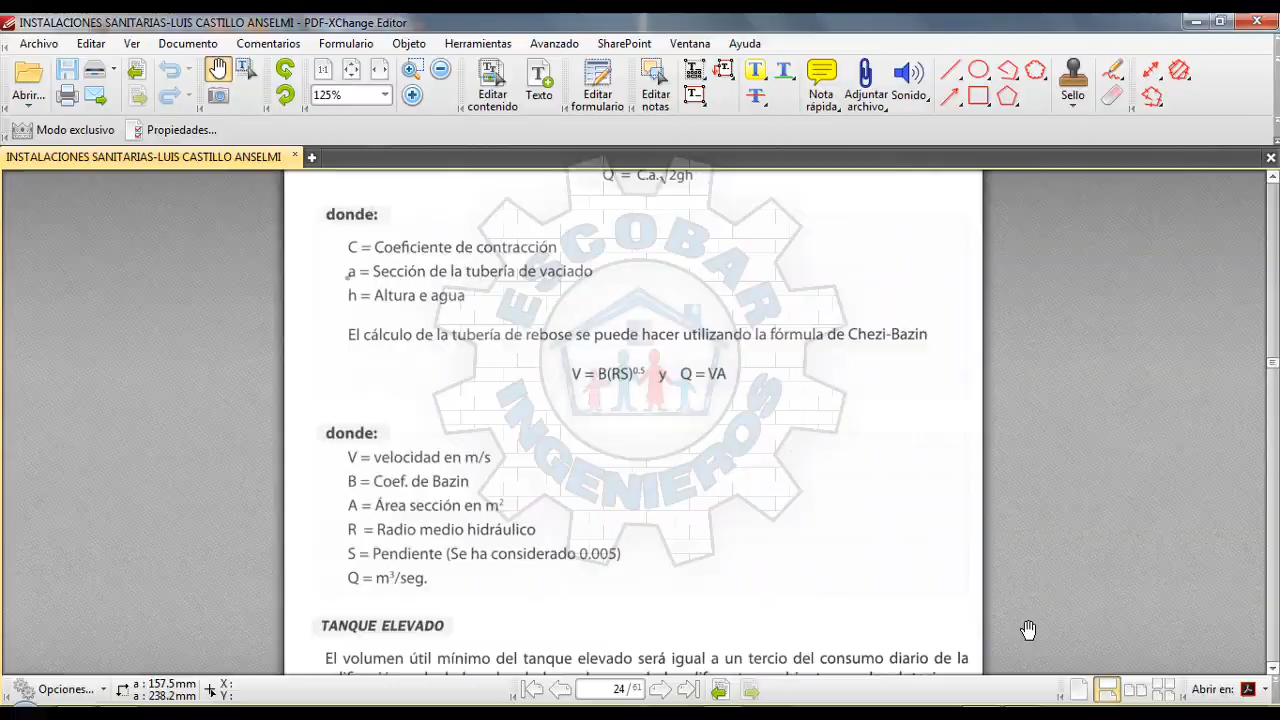 INSTALACIONES SANITARIAS-LUIS CASTILLO ANSELMI - PDF-XChange Editor
Archivo Editar Ver Documento Comentarios Formulario Objeto Herramientas Avanzado SharePoint Ventana Ayuda
Abrir... 125% Editar contenido Texto Editar formulario Editar notas Nota rápida Adjuntar archivo Sonido Sello
Modo exclusivo Propiedades...
INSTALACIONES SANITARIAS-LUIS CASTILLO ANSELMI
Q = C.a.√2gh
donde:
C = Coeficiente de contracción
a = Sección de la tubería de vaciado
h = Altura e agua
El cálculo de la tubería de rebose se puede hacer utilizando la fórmula de Chezi-Bazin
V = B(RS)⁰·⁵ y Q = VA
donde:
V = velocidad en m/s
B = Coef. de Bazin
A = Área sección en m²
R = Radio medio hidráulico
S = Pendiente (Se ha considerado 0.005)
Q = m³/seg.
ESCOBAR
INGENIEROS
TANQUE ELEVADO
El volumen útil mínimo del tanque elevado será igual a un tercio del consumo diario de la
Opciones... a : 157.5mm X: 24 / 61 Abrir en:
a : 238.2mm Y: